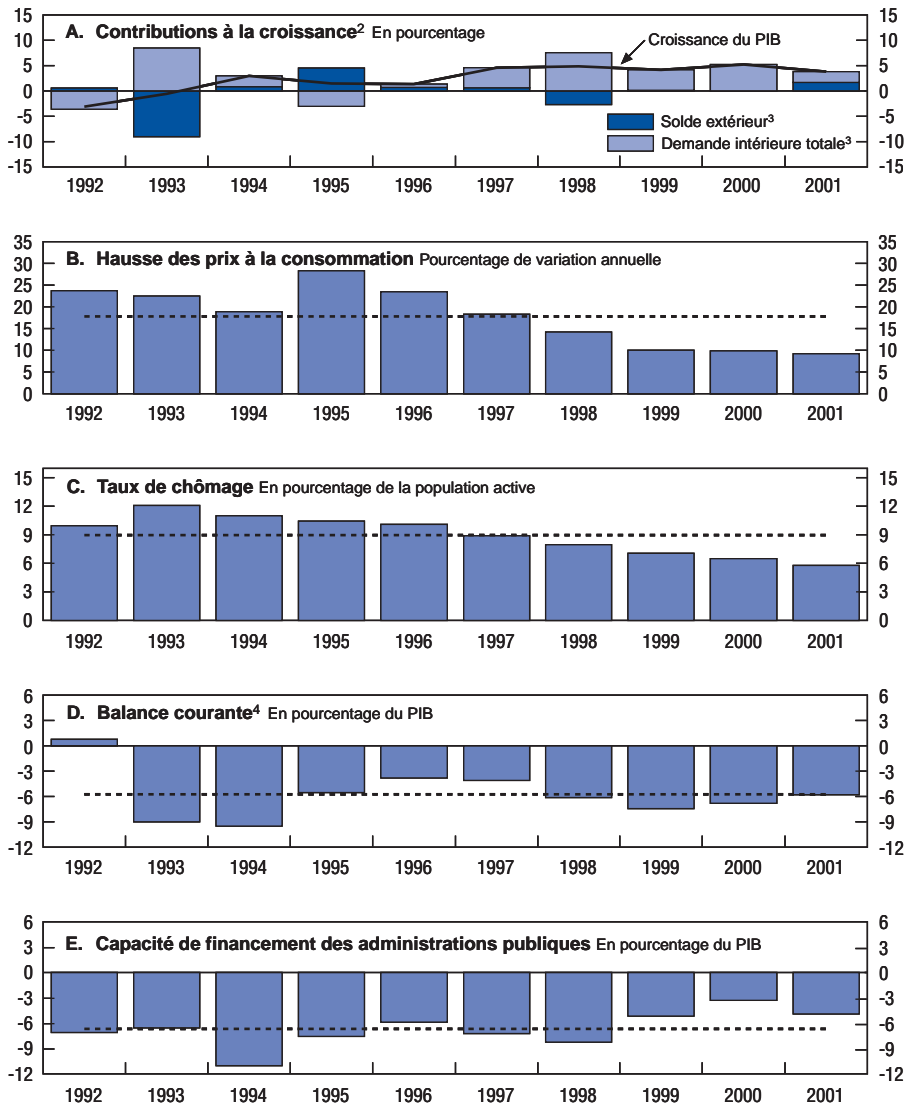 A. Contributions à la croissance² En pourcentage
15 15
10 10
5 5
0 0
-5 -5
-10 -10
-15 -15
Croissance du PIB
Solde extérieur³
Demande intérieure totale³
1992 1993 1994 1995 1996 1997 1998 1999 2000 2001
B. Hausse des prix à la consommation Pourcentage de variation annuelle
35 35
30 30
25 25
20 20
15 15
10 10
5 5
0 0
1992 1993 1994 1995 1996 1997 1998 1999 2000 2001
C. Taux de chômage En pourcentage de la population active
15 15
12 12
9 9
6 6
3 3
0 0
1992 1993 1994 1995 1996 1997 1998 1999 2000 2001
D. Balance courante⁴ En pourcentage du PIB
6 6
3 3
0 0
-3 -3
-6 -6
-9 -9
-12 -12
1992 1993 1994 1995 1996 1997 1998 1999 2000 2001
E. Capacité de financement des administrations publiques En pourcentage du PIB
6 6
3 3
0 0
-3 -3
-6 -6
-9 -9
-12 -12
1992 1993 1994 1995 1996 1997 1998 1999 2000 2001